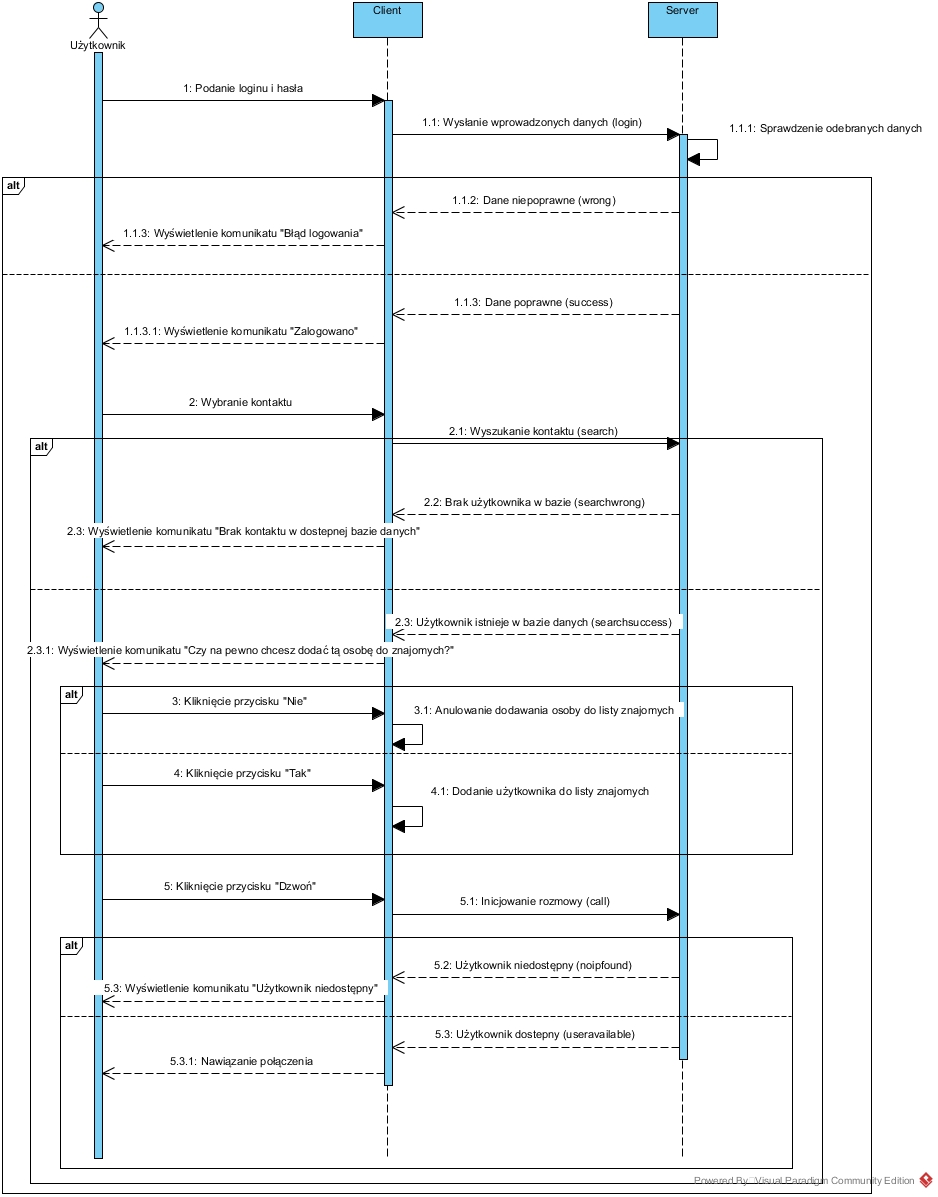 Użytkownik
Client
Server
1: Podanie loginu i hasła
1.1: Wysłanie wprowadzonych danych (login)
1.1.1: Sprawdzenie odebranych danych
alt
1.1.2: Dane niepoprawne (wrong)
1.1.3: Wyświetlenie komunikatu "Błąd logowania"
1.1.3: Dane poprawne (success)
1.1.3.1: Wyświetlenie komunikatu "Zalogowano"
2: Wybranie kontaktu
2.1: Wyszukanie kontaktu (search)
alt
2.2: Brak użytkownika w bazie (searchwrong)
2.3: Wyświetlenie komunikatu "Brak kontaktu w dostepnej bazie danych"
2.3: Użytkownik istnieje w bazie danych (searchsuccess)
2.3.1: Wyświetlenie komunikatu "Czy na pewno chcesz dodać tą osobę do znajomych?"
alt
3: Kliknięcie przycisku "Nie"
3.1: Anulowanie dodawania osoby do listy znajomych
4: Kliknięcie przycisku "Tak"
4.1: Dodanie użytkownika do listy znajomych
5: Kliknięcie przycisku "Dzwoń"
5.1: Inicjowanie rozmowy (call)
alt
5.2: Użytkownik niedostępny (noipfound)
5.3: Wyświetlenie komunikatu "Użytkownik niedostępny"
5.3: Użytkownik dostepny (useravailable)
5.3.1: Nawiązanie połączenia
Powered By Visual Paradigm Community Edition